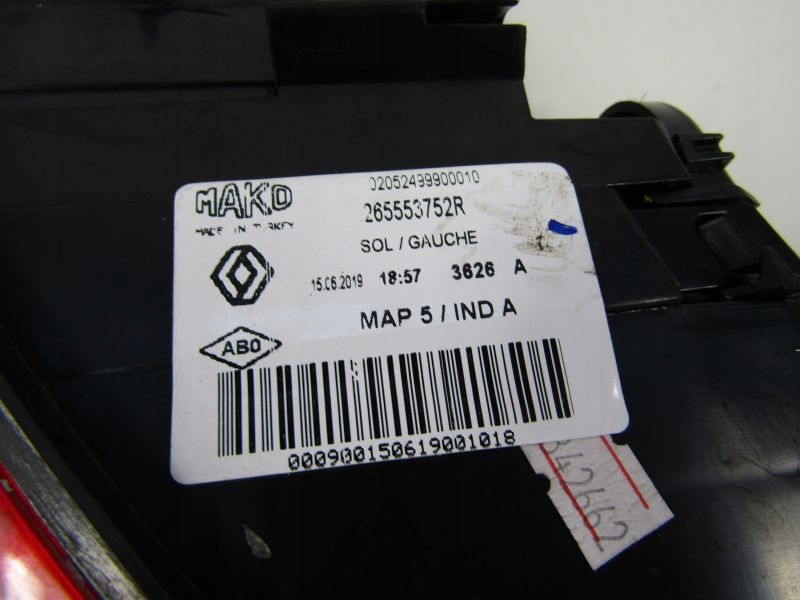 MAKO
MADE IN TURKEY
02052499900010
265553752R
SOL / GAUCHE
15.06.2019 18:57 3626 A
MAP 5 / IND A
ABO
000900150619001018